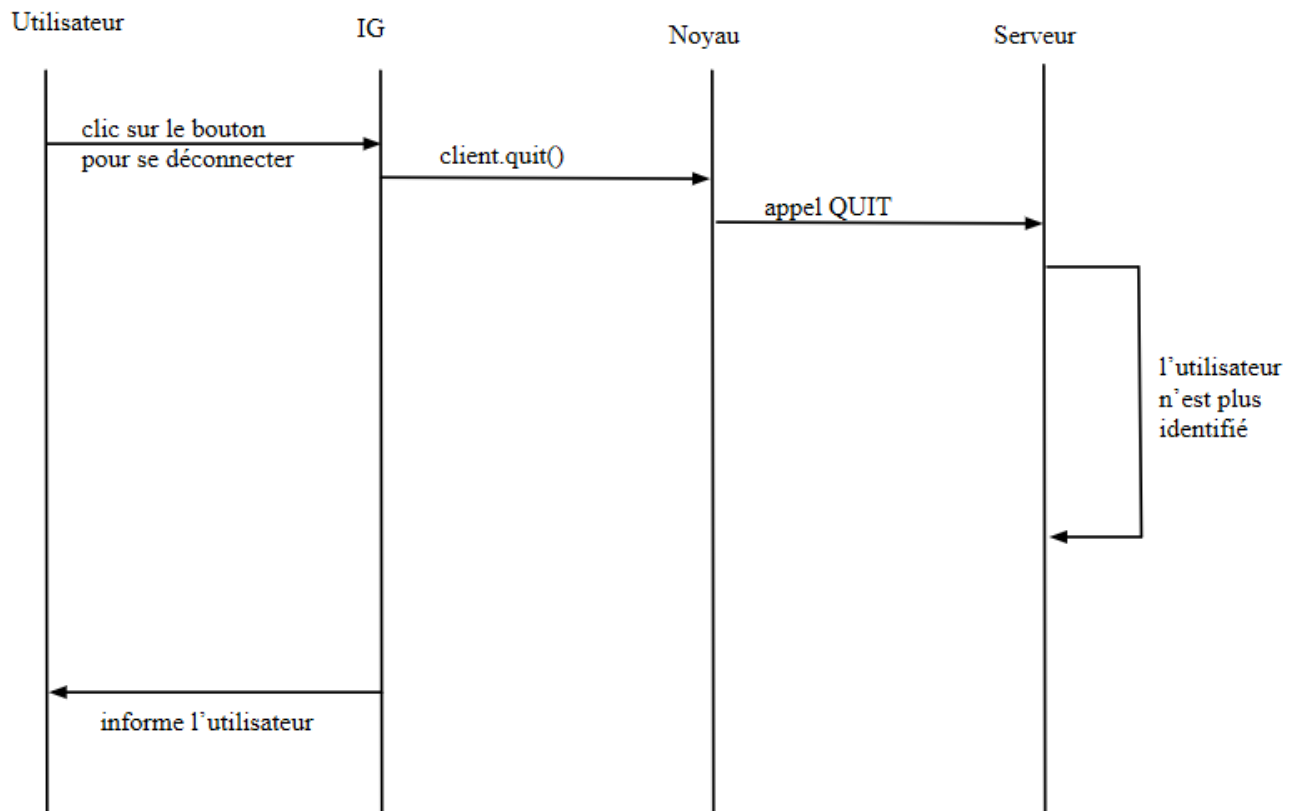 Utilisateur
IG
Noyau
Serveur
clic sur le bouton
pour se déconnecter
client.quit()
appel QUIT
l'utilisateur
n'est plus
identifié
informe l'utilisateur